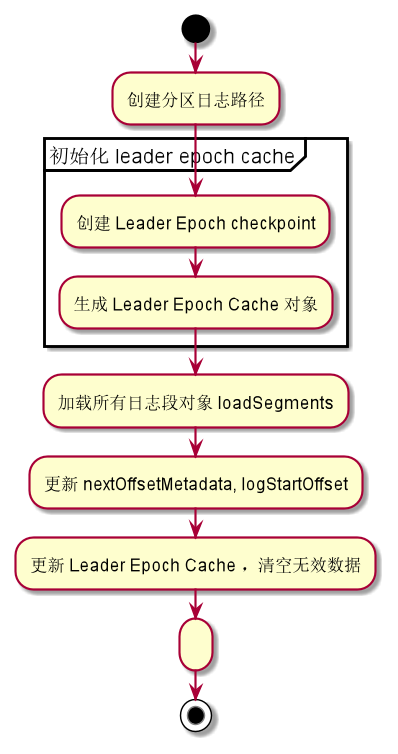 创建分区日志路径
初始化 leader epoch cache
创建 Leader Epoch checkpoint
生成 Leader Epoch Cache 对象
加载所有日志段对象 loadSegments
更新 nextOffsetMetadata, logStartOffset
更新 Leader Epoch Cache ，清空无效数据